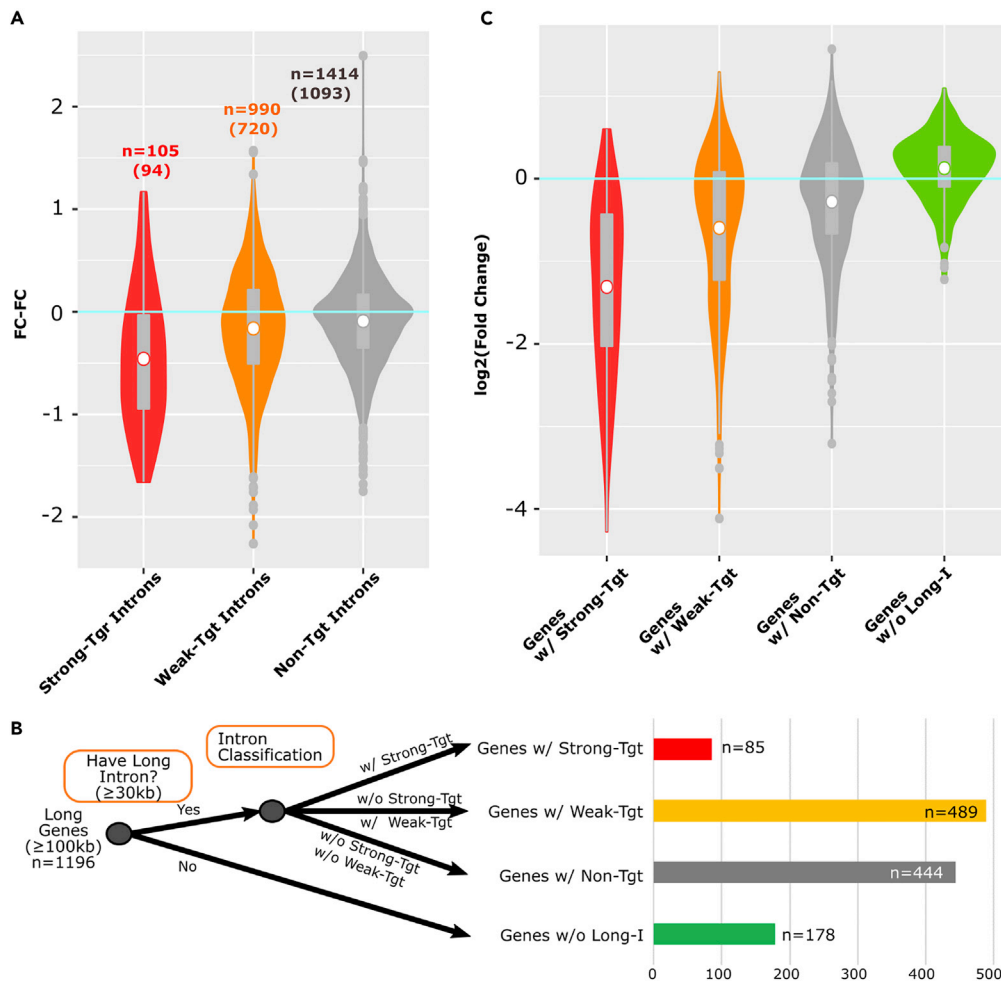 A
FC-FC
2
1
0
-1
-2
n=105
(94)
n=990
(720)
n=1414
(1093)
Strong-Tgr Introns
Weak-Tgt Introns
Non-Tgt Introns
C
log2(Fold Change)
0
-2
-4
Genes
w/ Strong-Tgt
Genes
w/ Weak-Tgt
Genes
w/ Non-Tgt
Genes
w/o Long-I
B
Have Long
Intron?
(≥30kb)
Intron
Classification
Long
Genes
(≥100kb)
n=1196
Yes
No
w/ Strong-Tgt
w/o Strong-Tgt
w/ Weak-Tgt
w/o Strong-Tgt
w/o Weak-Tgt
Genes w/ Strong-Tgt
n=85
Genes w/ Weak-Tgt
n=489
Genes w/ Non-Tgt
n=444
Genes w/o Long-I
n=178
0 100 200 300 400 500